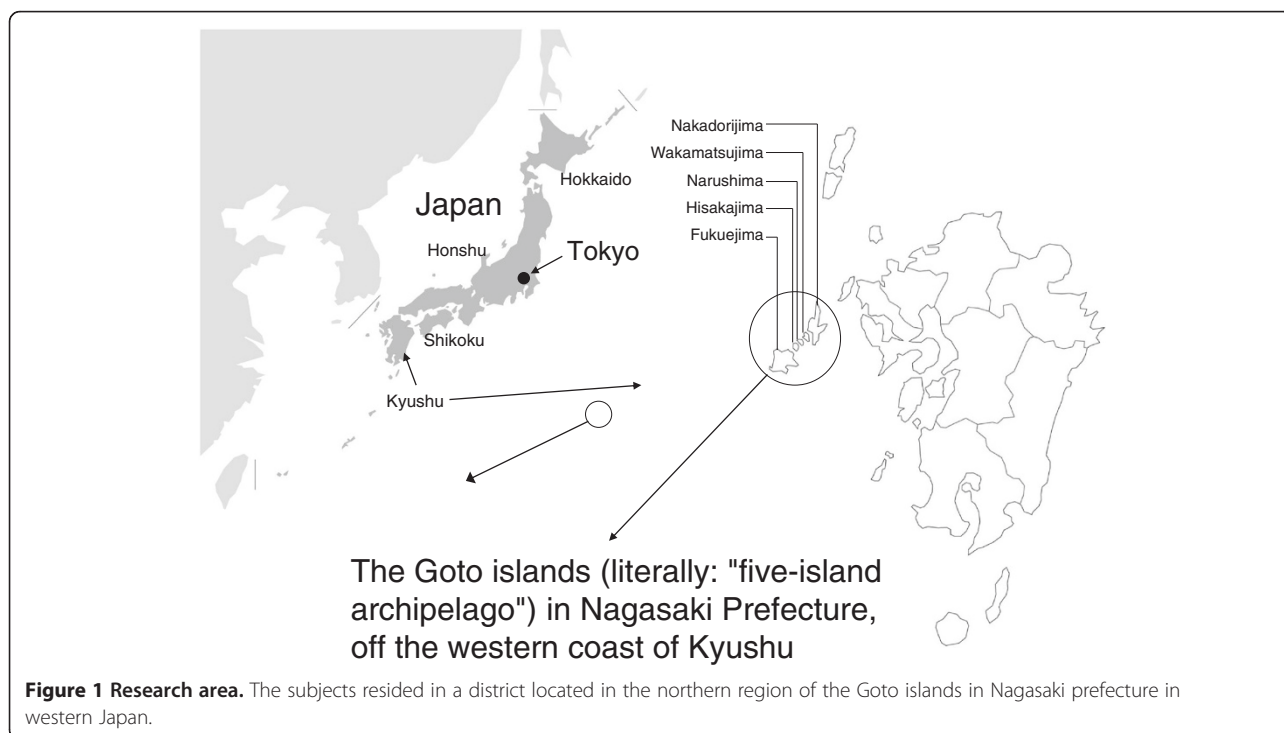 Nakadorijima
Wakamatsujima
Narushima
Hisakajima
Fukuejima
Hokkaido
Japan
Honshu
Tokyo
Shikoku
Kyushu
The Goto islands (literally: "five-island
archipelago") in Nagasaki Prefecture,
off the western coast of Kyushu
Figure 1 Research area. The subjects resided in a district located in the northern region of the Goto islands in Nagasaki prefecture in
western Japan.